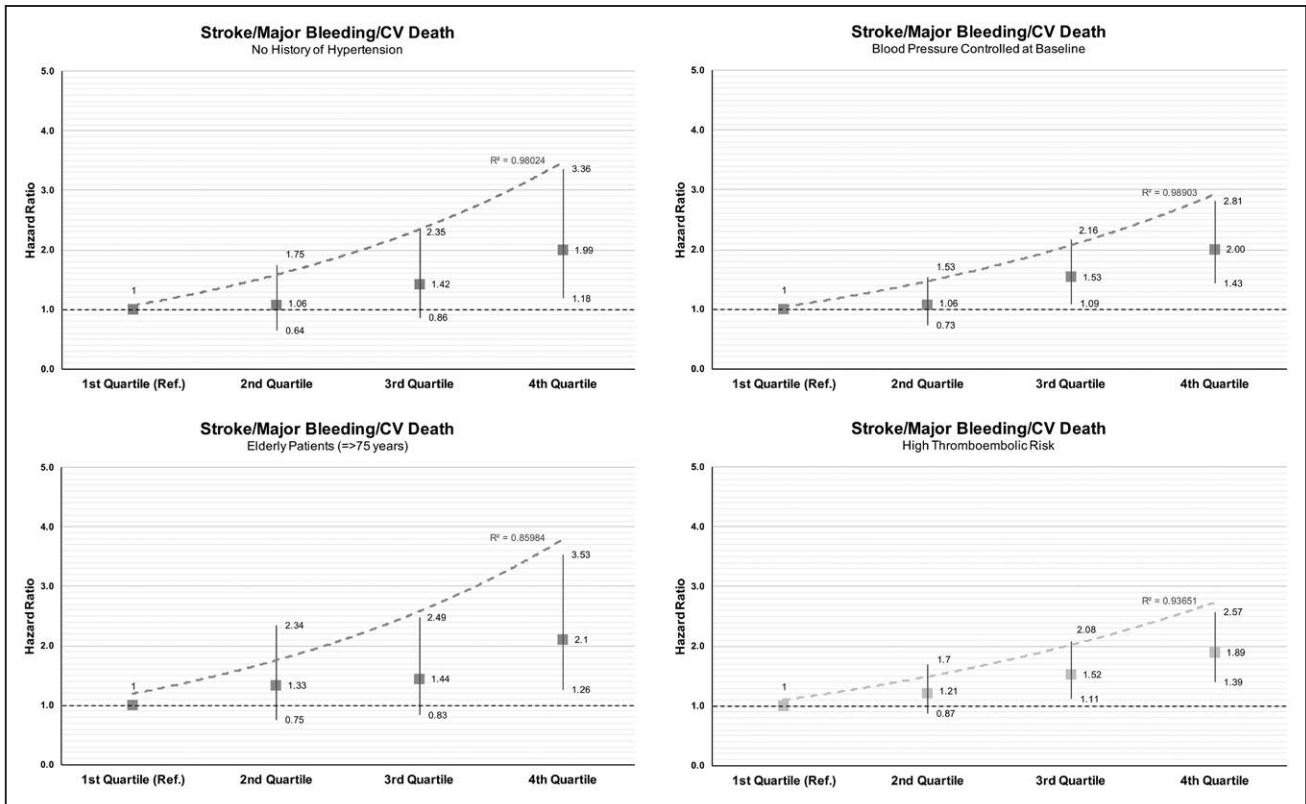 Stroke/Major Bleeding/CV Death
No History of Hypertension
Hazard Ratio
5.0
4.0
3.0
2.0
1.0
0.0
R² = 0.98024
1
1.75
1.06
0.64
2.35
1.42
0.86
3.36
1.99
1.18
1st Quartile (Ref.)
2nd Quartile
3rd Quartile
4th Quartile
Stroke/Major Bleeding/CV Death
Blood Pressure Controlled at Baseline
Hazard Ratio
5.0
4.0
3.0
2.0
1.0
0.0
R² = 0.98903
1
1.53
1.06
0.73
2.16
1.53
1.09
2.81
2.00
1.43
1st Quartile (Ref.)
2nd Quartile
3rd Quartile
4th Quartile
Stroke/Major Bleeding/CV Death
Elderly Patients (=>75 years)
Hazard Ratio
5.0
4.0
3.0
2.0
1.0
0.0
R² = 0.85984
1
2.34
1.33
0.75
2.49
1.44
0.83
3.53
2.1
1.26
1st Quartile (Ref.)
2nd Quartile
3rd Quartile
4th Quartile
Stroke/Major Bleeding/CV Death
High Thromboembolic Risk
Hazard Ratio
5.0
4.0
3.0
2.0
1.0
0.0
R² = 0.93651
1
1.7
1.21
0.87
2.08
1.52
1.11
2.57
1.89
1.39
1st Quartile (Ref.)
2nd Quartile
3rd Quartile
4th Quartile